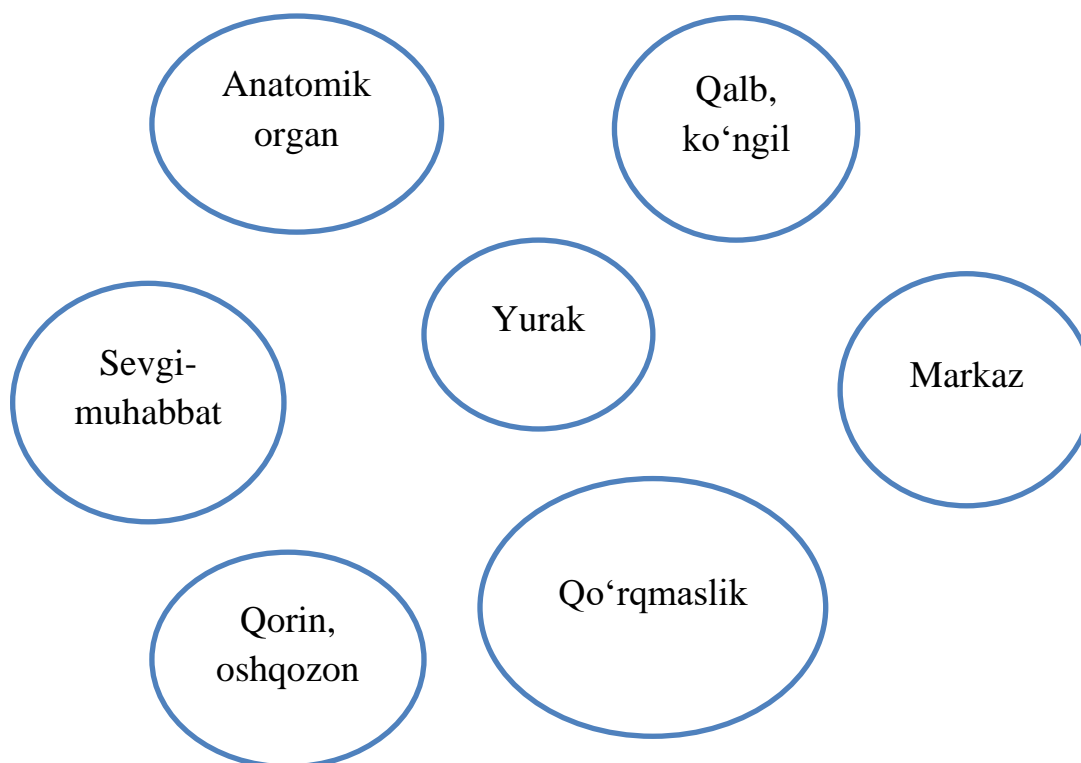 Anatomik
organ
Qalb,
ko‘ngil
Yurak
Sevgi-
muhabbat
Markaz
Qo‘rqmaslik
Qorin,
oshqozon